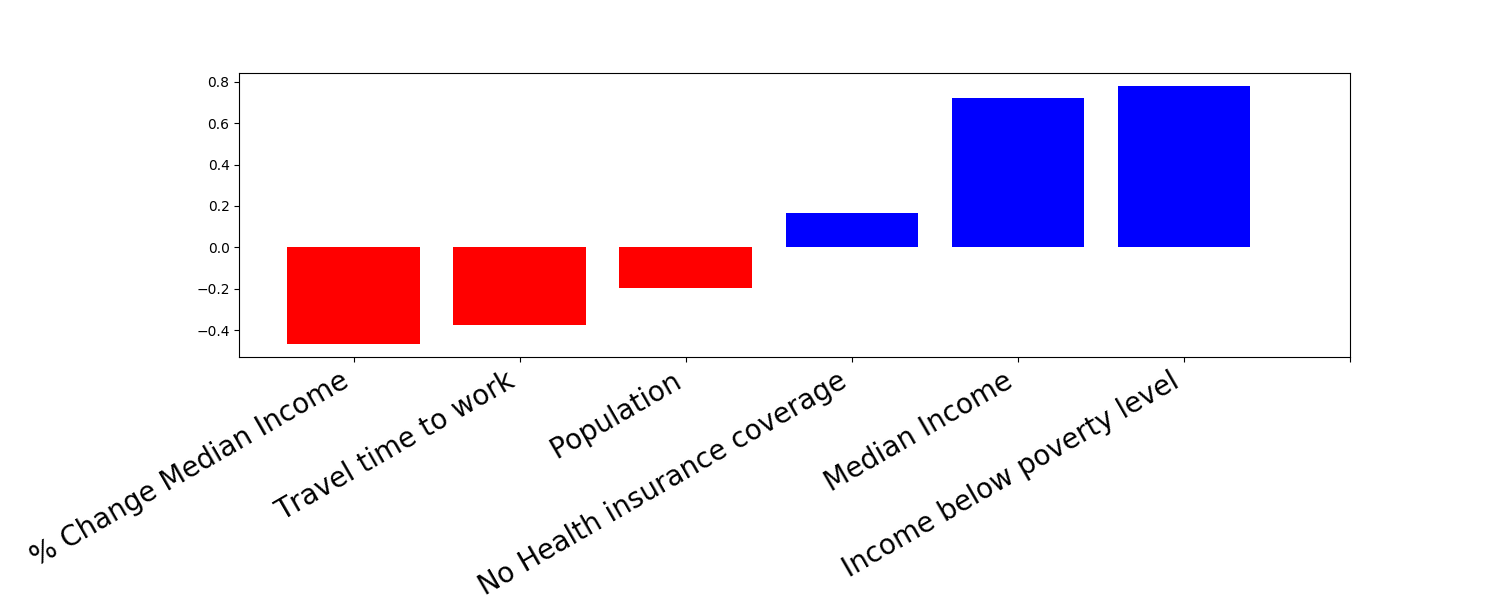 0.8
0.6
0.4
0.2
0.0
−0.2
−0.4
% Change Median Income
Travel time to work
Population
No Health insurance coverage
Median Income
Income below poverty level